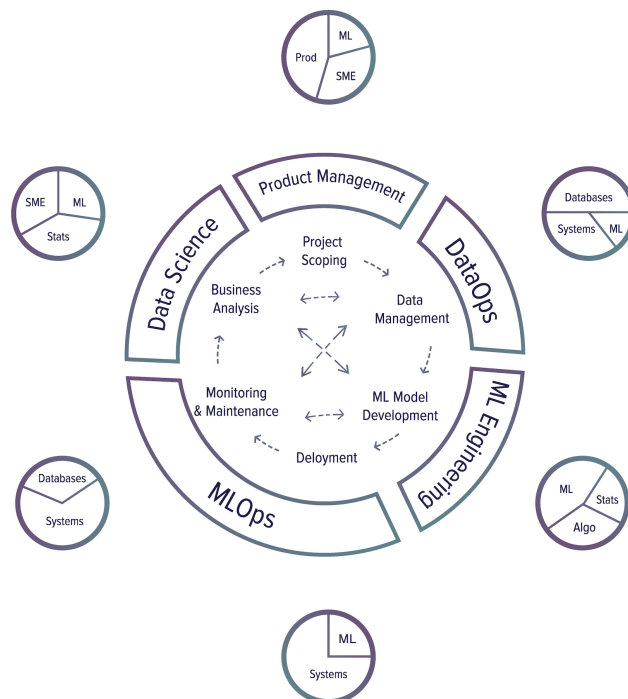 ML
Prod
SME
SME
ML
Stats
Databases
Systems
ML
Product Management
Data Science
DataOps
Project
Scoping
Business
Analysis
Data
Management
Monitoring
& Maintenance
ML Model
Development
Deloyment
ML Engineering
MLOps
Databases
Systems
ML
Stats
Algo
ML
Systems